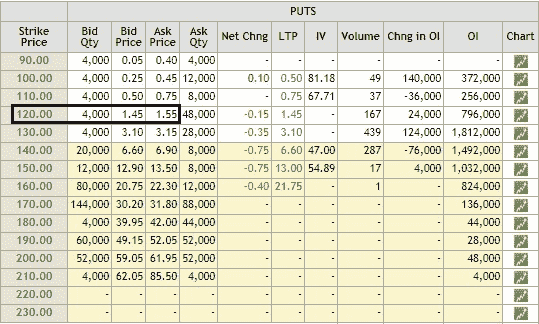 PUTS
Strike Price Bid Qty Bid Price Ask Price Ask Qty Net Chng LTP IV Volume Chng in OI OI Chart
90.00 4,000 0.05 0.40 4,000 - - - - - -
100.00 4,000 0.25 0.45 12,000 0.10 0.50 81.18 49 140,000 372,000
110.00 4,000 0.50 0.75 8,000 - 0.75 67.71 37 -36,000 256,000
120.00 4,000 1.45 1.55 48,000 -0.15 1.45 - 167 24,000 796,000
130.00 4,000 3.10 3.15 28,000 -0.35 3.10 - 439 124,000 1,812,000
140.00 20,000 6.60 6.90 8,000 -0.75 6.60 47.00 287 -76,000 1,492,000
150.00 12,000 12.90 13.50 8,000 -0.75 13.00 54.89 17 4,000 1,032,000
160.00 80,000 20.75 22.30 12,000 -0.40 21.75 - 1 - 824,000
170.00 144,000 30.20 31.80 88,000 - - - - - 136,000
180.00 4,000 39.95 42.00 44,000 - - - - - 44,000
190.00 60,000 49.15 52.05 52,000 - - - - - 28,000
200.00 52,000 59.05 61.95 52,000 - - - - - 48,000
210.00 4,000 62.05 85.50 4,000 - - - - - 4,000
220.00 - - - - - - - - - -
230.00 - - - - - - - - - -